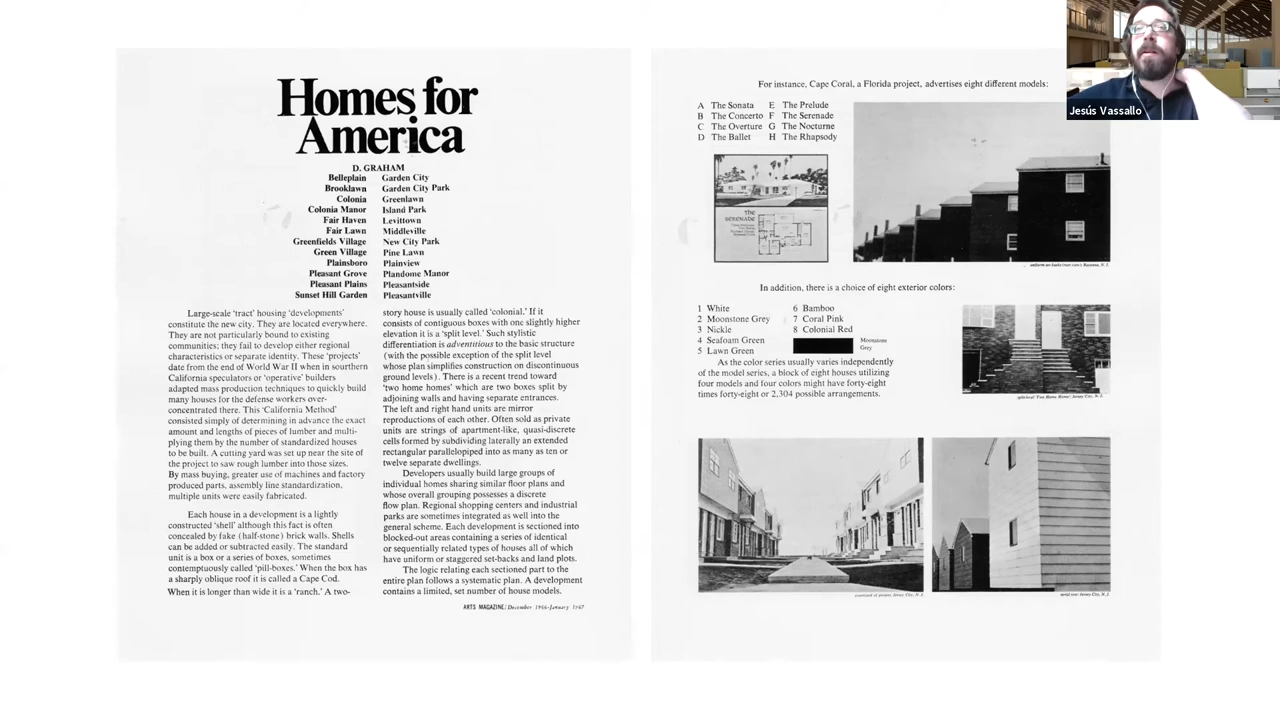 Homes for
America
D. GRAHAM
Belleplain Garden City
Brooklawn Garden City Park
Colonia Greenlawn
Colonia Manor Island Park
Fair Haven Levittown
Fair Lawn Middleville
Greenfields Village New City Park
Green Village Pine Lawn
Plainsboro Plainview
Pleasant Grove Plandome Manor
Pleasant Plains Pleasantside
Sunset Hill Garden Pleasantville
Large-scale 'tract' housing 'developments'
constitute the new city. They are located everywhere.
They are not particularly bound to existing
communities; they fail to develop either regional
characteristics or separate identity. These 'projects'
date from the end of World War II when in sourthern
California speculators or 'operative' builders
adapted mass production techniques to quickly build
many houses for the defense workers over-
concentrated there. This 'California Method'
consisted simply of determining in advance the exact
amount and lengths of pieces of lumber and multi-
plying them by the number of standardized houses
to be built. A cutting yard was set up near the site of
the project to saw rough lumber into those sizes.
By mass buying, greater use of machines and factory
produced parts, assembly line standardization,
multiple units were easily fabricated.
Each house in a development is a lightly
constructed 'shell' although this fact is often
concealed by fake (half-stone) brick walls. Shells
can be added or subtracted easily. The standard
unit is a box or a series of boxes, sometimes
contemptuously called 'pill-boxes.' When the box has
a sharply oblique roof it is called a Cape Cod.
When it is longer than wide it is a 'ranch.' A two-
story house is usually called 'colonial.' If it
consists of contiguous boxes with one slightly higher
elevation it is a 'split level.' Such stylistic
differentiation is adventitious to the basic structure
(with the possible exception of the split level
whose plan simplifies construction on discontinuous
ground levels). There is a recent trend toward
'two home homes' which are two boxes split by
adjoining walls and having separate entrances.
The left and right hand units are mirror
reproductions of each other. Often sold as private
units are strings of apartment-like, quasi-discrete
cells formed by subdividing laterally an extended
rectangular parallelopiped into as many as ten or
twelve separate dwellings.
Developers usually build large groups of
individual homes sharing similar floor plans and
whose overall grouping possesses a discrete
flow plan. Regional shopping centers and industrial
parks are sometimes integrated as well into the
general scheme. Each development is sectioned into
blocked-out areas containing a series of identical
or sequentially related types of houses all of which
have uniform or staggered set-backs and land plots.
The logic relating each sectioned part to the
entire plan follows a systematic plan. A development
contains a limited, set number of house models.
ARTS MAGAZINE/December 1966-January 1967
For instance, Cape Coral, a Florida project, advertises eight different models:
A The Sonata E The Prelude
B The Concerto F The Serenade
C The Overture G The Nocturne
D The Ballet H The Rhapsody
THE
SERENADE
In addition, there is a choice of eight exterior colors:
1 White 6 Bamboo
2 Moonstone Grey 7 Coral Pink
3 Nickle 8 Colonial Red
4 Seafoam Green Moonstone
5 Lawn Green Grey
As the color series usually varies independently
of the model series, a block of eight houses utilizing
four models and four colors might have forty-eight
times forty-eight or 2,304 possible arrangements.
split-level 'Two Home Homes', Jersey City, N. J.
courtyard of project, Jersey City, N. J.
serial row: Jersey City, N. J.
Jesús Vassallo